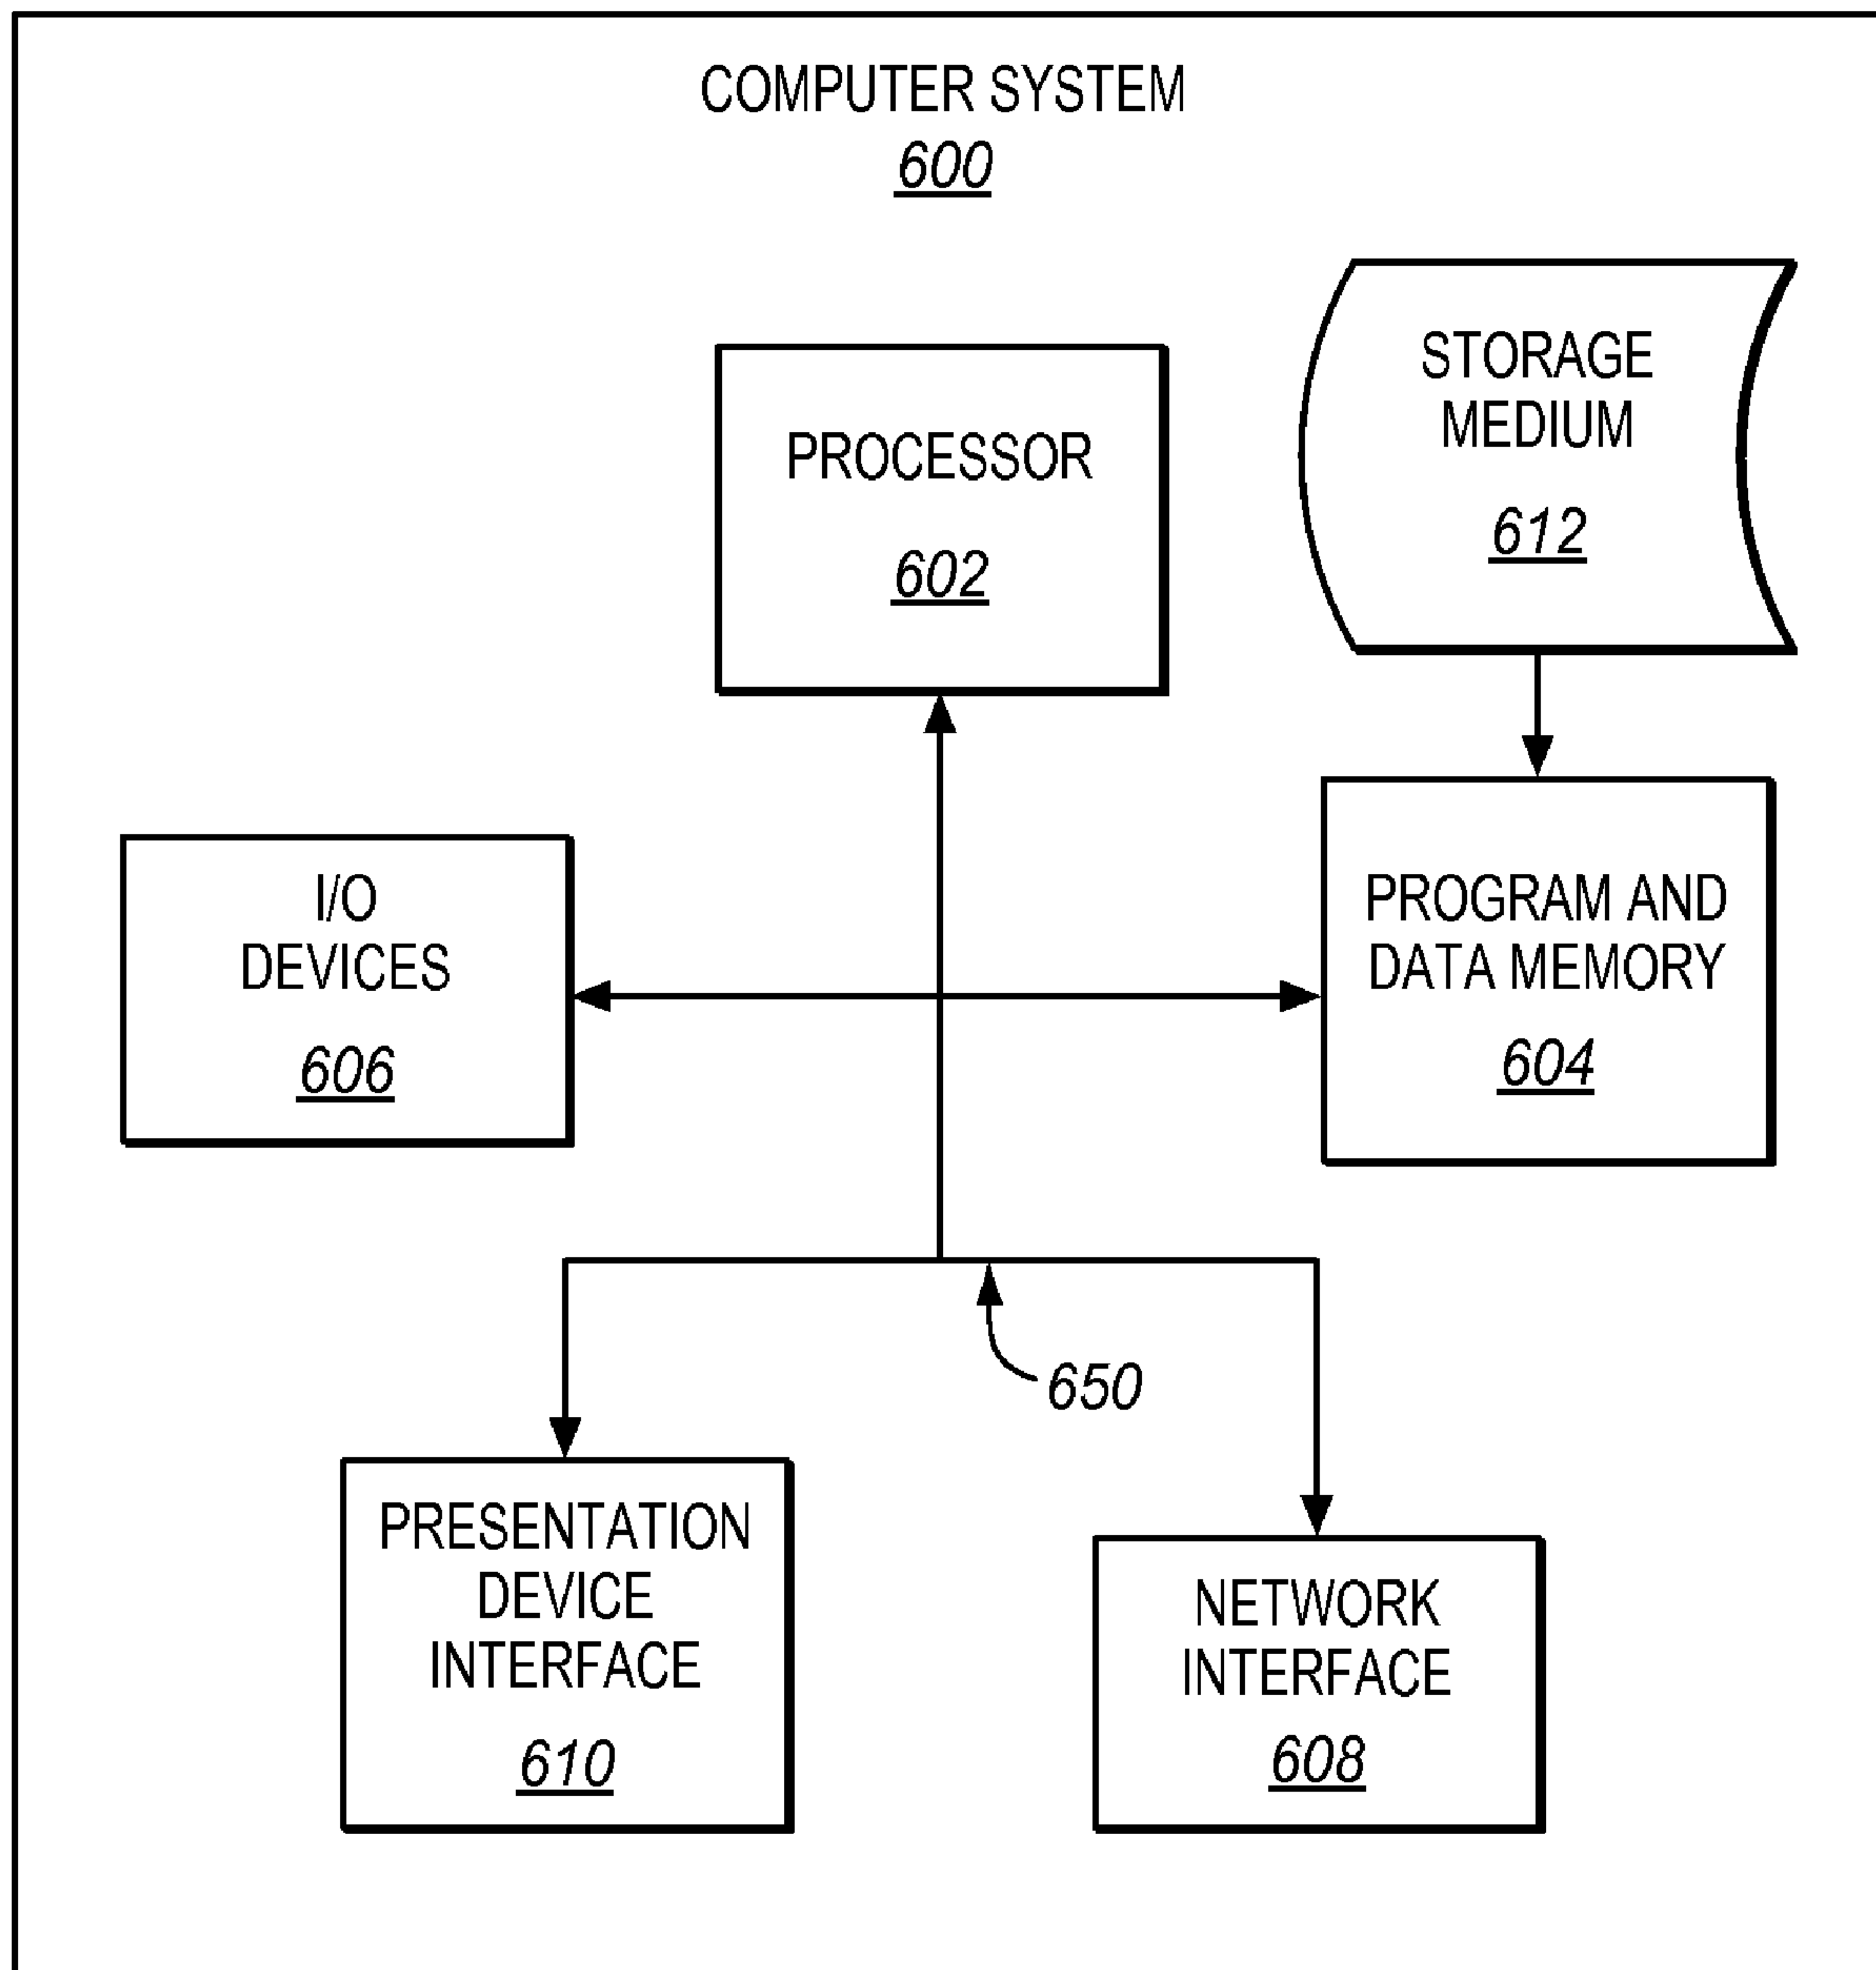 COMPUTER SYSTEM
600
PROCESSOR
602
STORAGE
MEDIUM
612
I/O
DEVICES
606
PROGRAM AND
DATA MEMORY
604
650
PRESENTATION
DEVICE
INTERFACE
610
NETWORK
INTERFACE
608